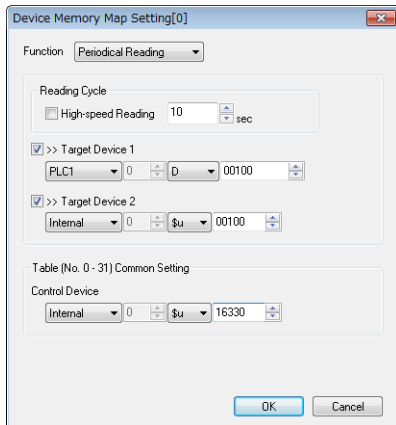 Device Memory Map Setting[0]
Function Periodical Reading
Reading Cycle
High-speed Reading 10 sec
>> Target Device 1
PLC1 0 D 00100
>> Target Device 2
Internal 0 $u 00100
Table (No. 0 - 31) Common Setting
Control Device
Internal 0 $u 16330
OK Cancel